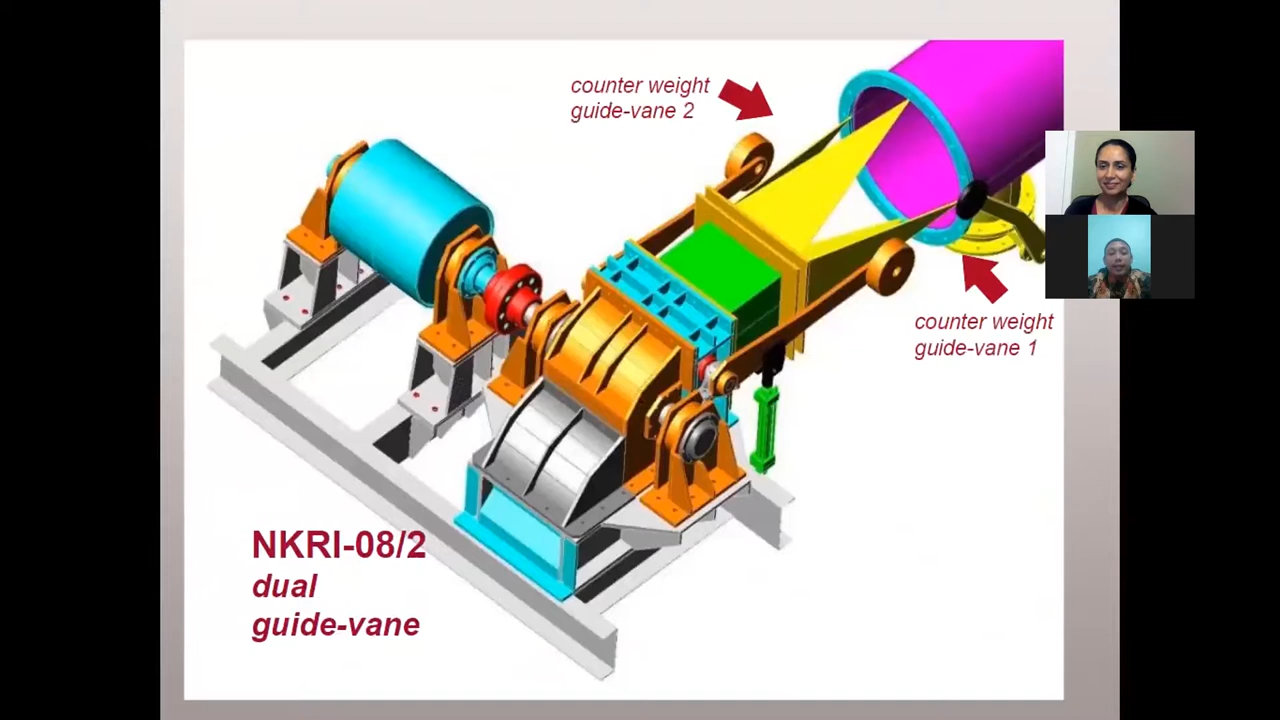 counter weight
guide-vane 2
counter weight
guide-vane 1
NKRI-08/2
dual
guide-vane